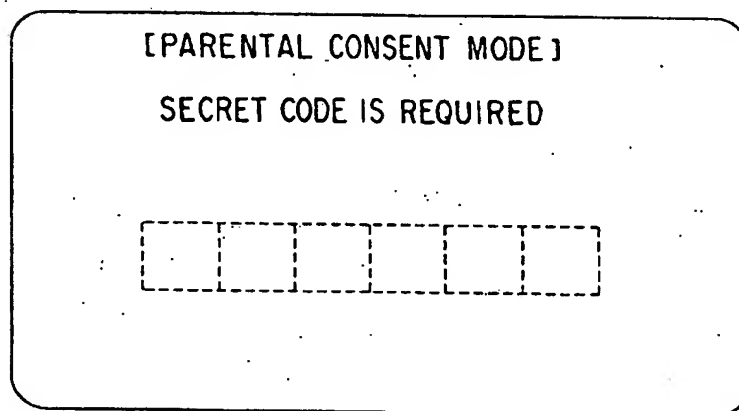 [PARENTAL CONSENT MODE]
SECRET CODE IS REQUIRED